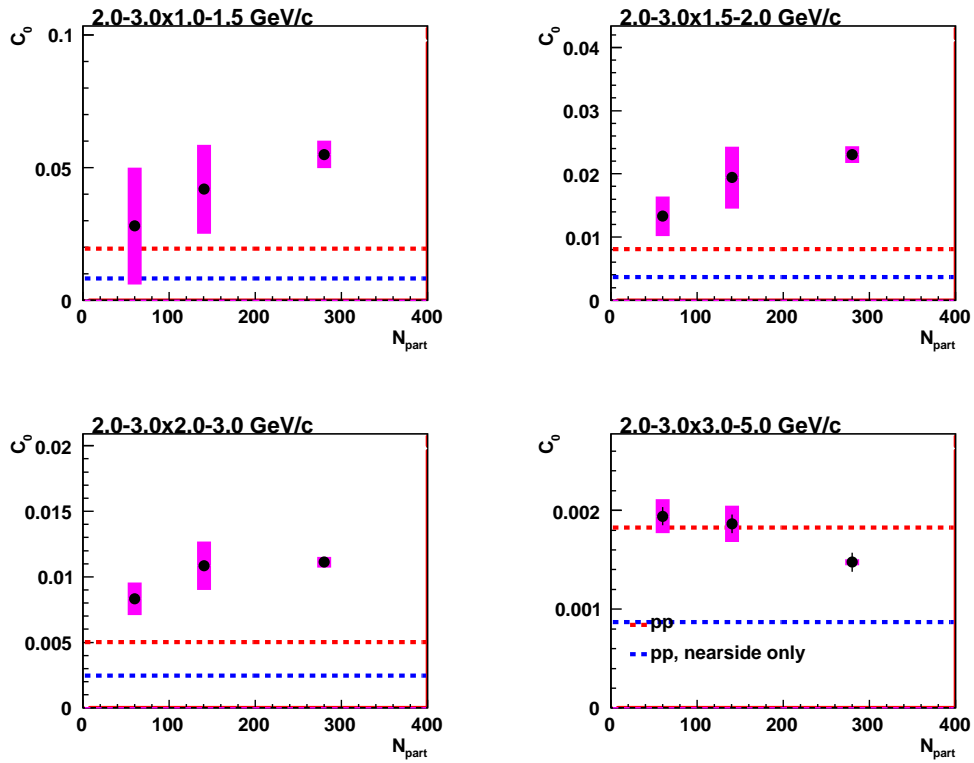 2.0-3.0x1.0-1.5 GeV/c
C0
0.1
0.05
0
0 100 200 300 400
Npart
2.0-3.0x1.5-2.0 GeV/c
C0
0.04
0.03
0.02
0.01
0
0 100 200 300 400
Npart
2.0-3.0x2.0-3.0 GeV/c
C0
0.02
0.015
0.01
0.005
0
0 100 200 300 400
Npart
2.0-3.0x3.0-5.0 GeV/c
C0
0.002
0.001
0
pp
pp, nearside only
0 100 200 300 400
Npart